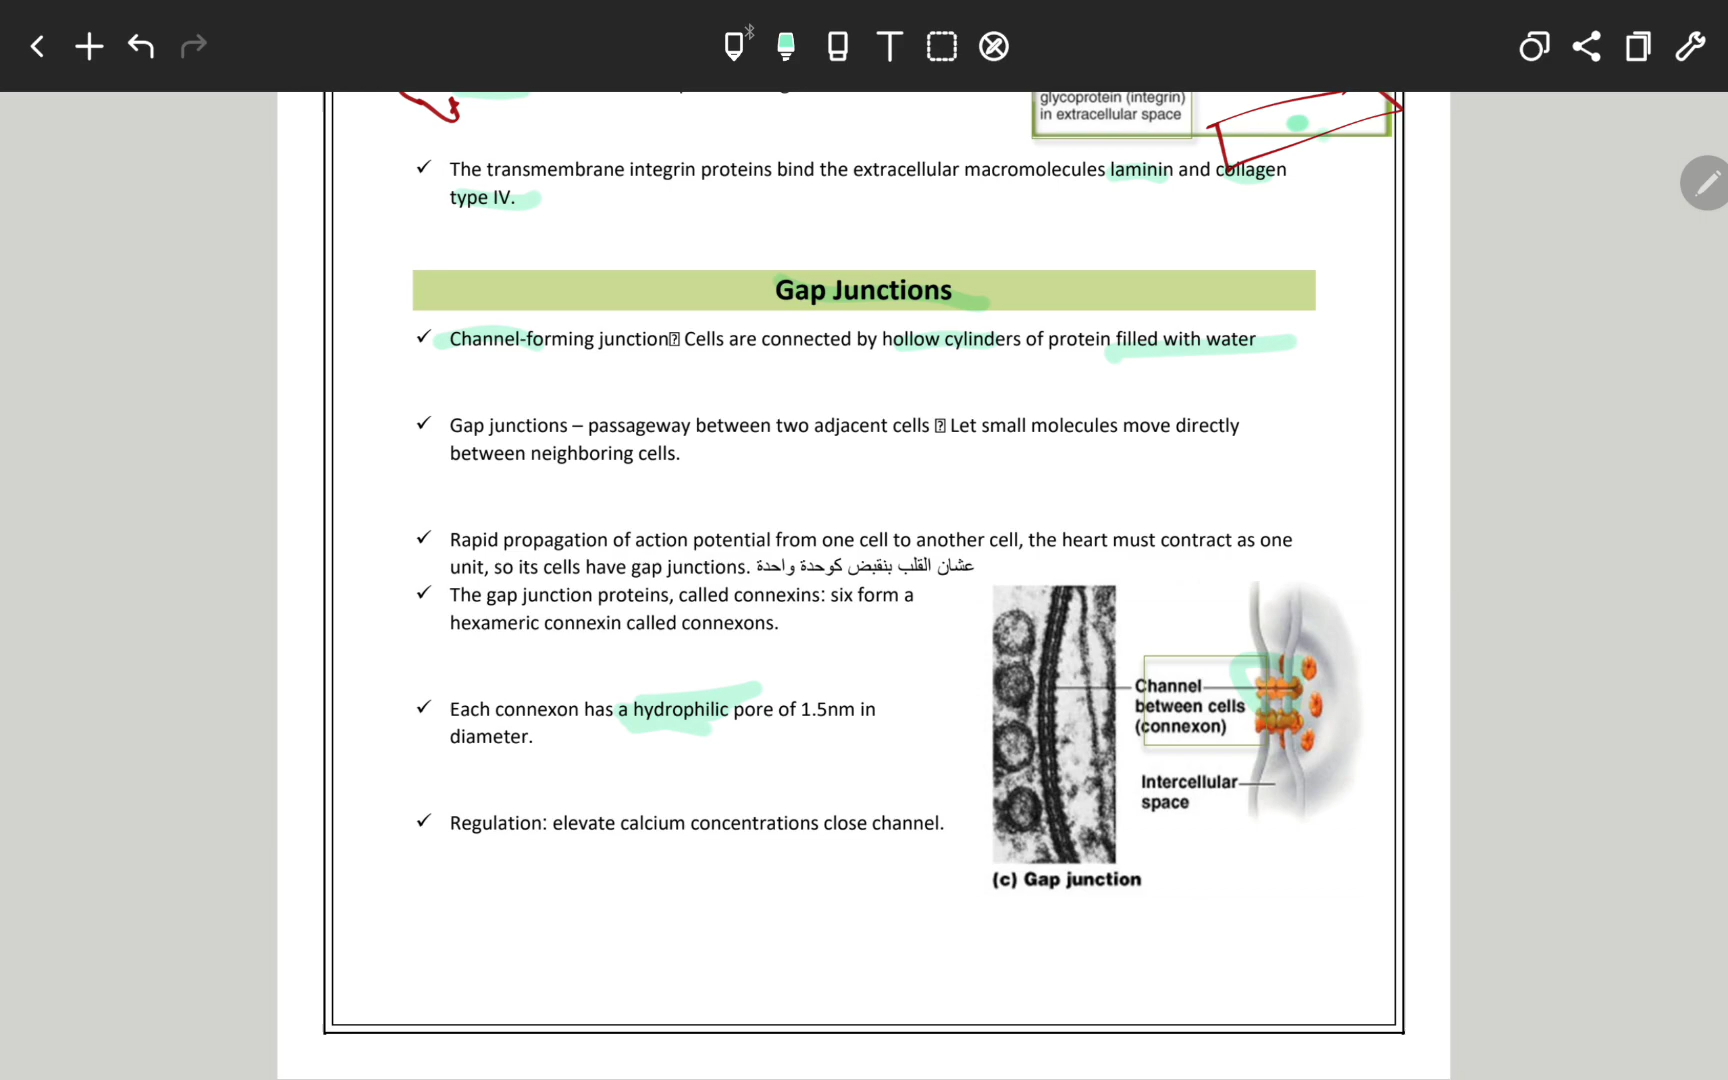 glycoprotein (integrin)
in extracellular space
✓ The transmembrane integrin proteins bind the extracellular macromolecules laminin and collagen
type IV.
Gap Junctions
✓ Channel-forming junction⍰ Cells are connected by hollow cylinders of protein filled with water
✓ Gap junctions – passageway between two adjacent cells ⍰ Let small molecules move directly
between neighboring cells.
✓ Rapid propagation of action potential from one cell to another cell, the heart must contract as one
unit, so its cells have gap junctions. عشان القلب بنقبض كوحدة واحدة
✓ The gap junction proteins, called connexins: six form a
hexameric connexin called connexons.
✓ Each connexon has a hydrophilic pore of 1.5nm in
diameter.
✓ Regulation: elevate calcium concentrations close channel.
Channel
between cells
(connexon)
Intercellular
space
(c) Gap junction